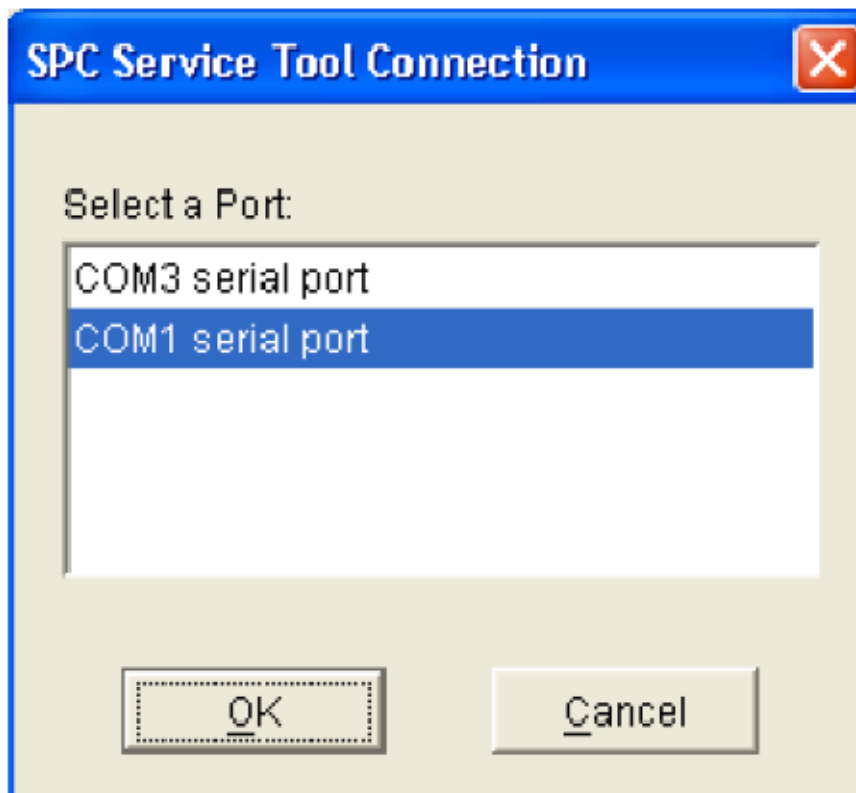 SPC Service Tool Connection
Select a Port:
COM3 serial port
COM1 serial port
OK
Cancel